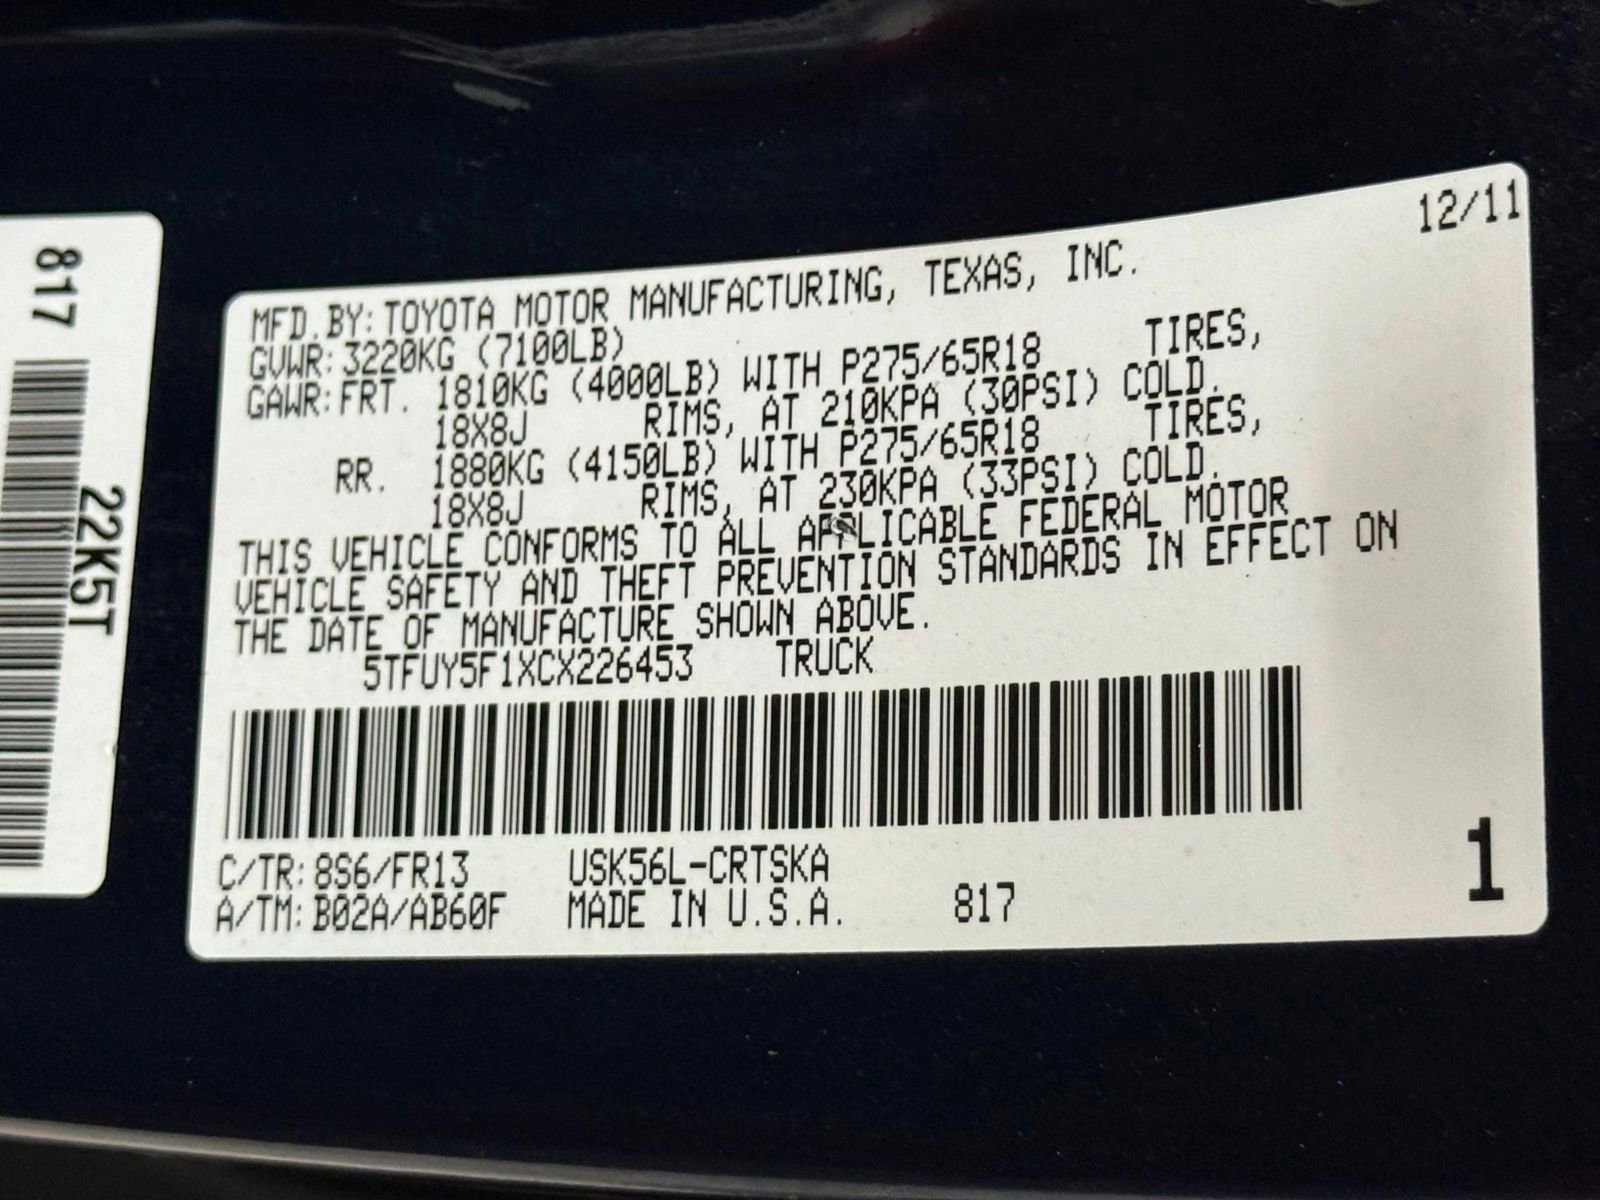 817
22K5T
12/11
MFD.BY:TOYOTA MOTOR MANUFACTURING, TEXAS, INC.
GVWR:3220KG (7100LB)
GAWR:FRT. 1810KG (4000LB) WITH P275/65R18 TIRES,
18X8J RIMS, AT 210KPA (30PSI) COLD.
RR. 1880KG (4150LB) WITH P275/65R18 TIRES,
18X8J RIMS, AT 230KPA (33PSI) COLD.
THIS VEHICLE CONFORMS TO ALL APPLICABLE FEDERAL MOTOR
VEHICLE SAFETY AND THEFT PREVENTION STANDARDS IN EFFECT ON
THE DATE OF MANUFACTURE SHOWN ABOVE.
5TFUY5F1XCX226453 TRUCK
C/TR:8S6/FR13 USK56L-CRTSKA
A/TM:B02A/AB60F MADE IN U.S.A. 817
1